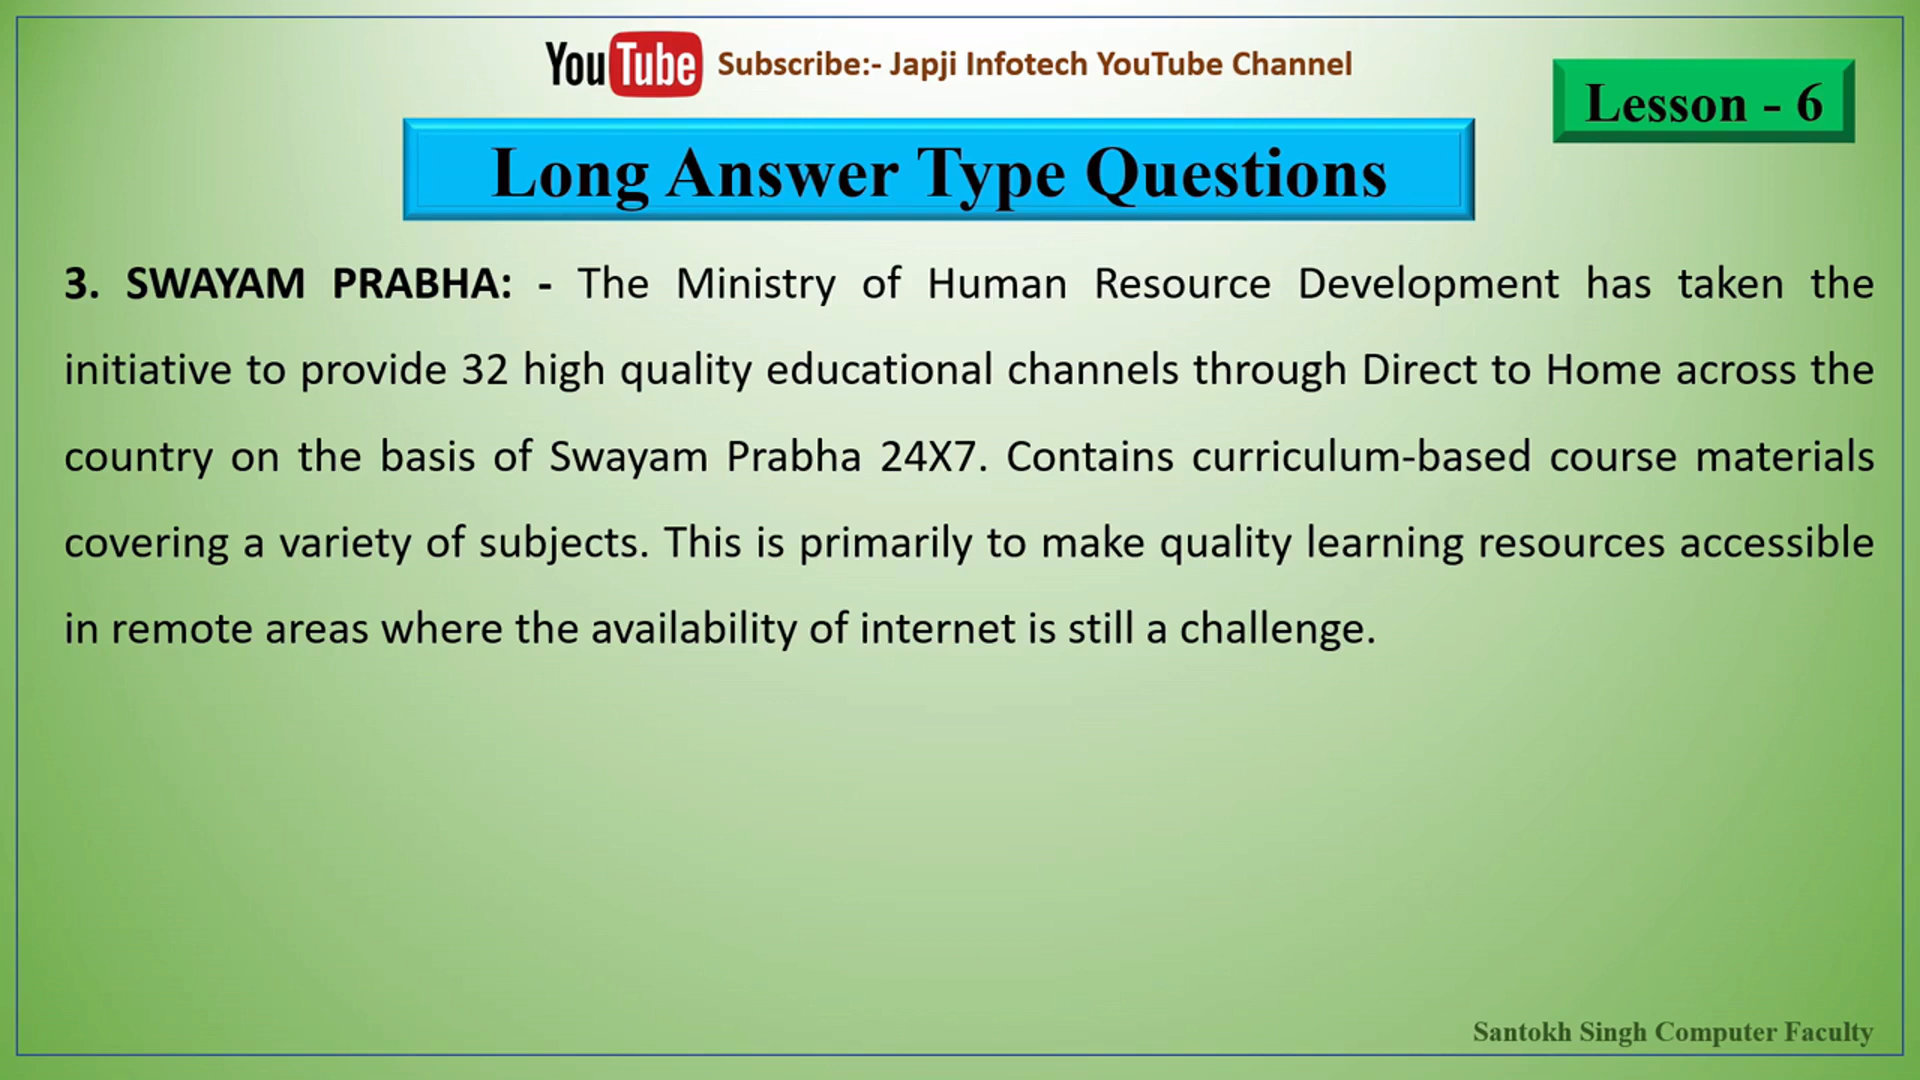 YouTube Subscribe:- Japji Infotech YouTube Channel
Lesson - 6
Long Answer Type Questions
3. SWAYAM PRABHA: - The Ministry of Human Resource Development has taken the
initiative to provide 32 high quality educational channels through Direct to Home across the
country on the basis of Swayam Prabha 24X7. Contains curriculum-based course materials
covering a variety of subjects. This is primarily to make quality learning resources accessible
in remote areas where the availability of internet is still a challenge.
Santokh Singh Computer Faculty